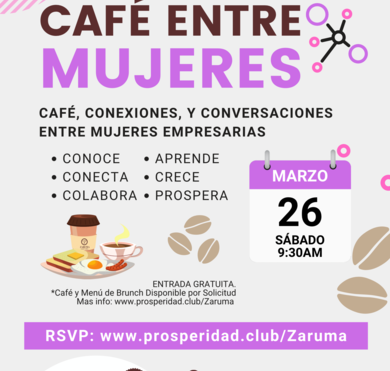 CAFÉ ENTRE
MUJERES
CAFÉ, CONEXIONES, Y CONVERSACIONES
ENTRE MUJERES EMPRESARIAS
• CONOCE • APRENDE
• CONECTA • CRECE
• COLABORA • PROSPERA
MARZO
26
SÁBADO
9:30AM
ENTRADA GRATUITA.
*Café y Menú de Brunch Disponible por Solicitud
Mas info: www.prosperidad.club/Zaruma
RSVP: www.prosperidad.club/Zaruma